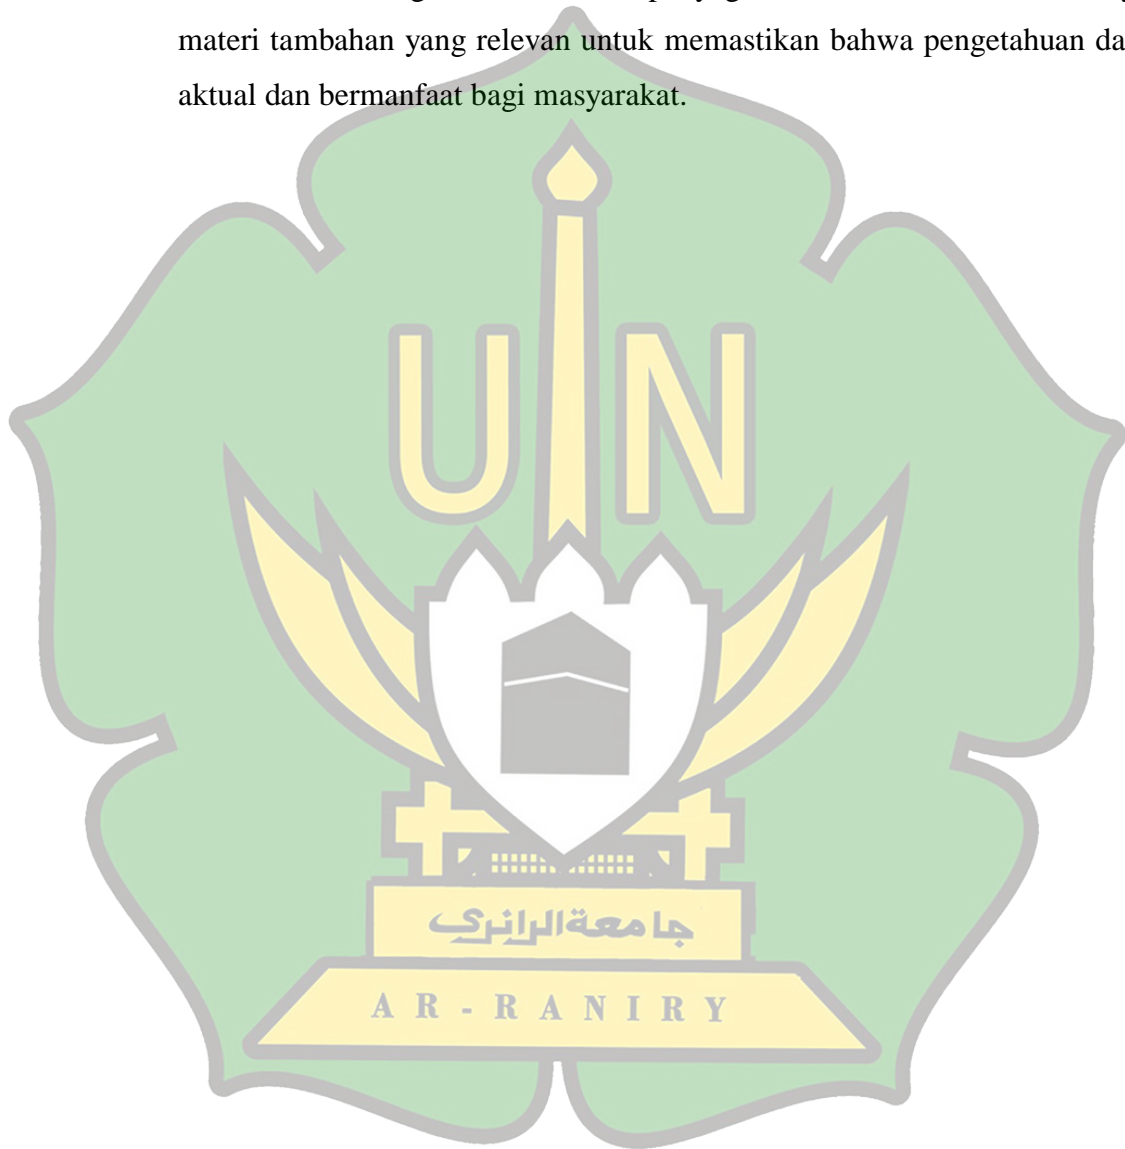 materi tambahan yang relevan untuk memastikan bahwa pengetahuan da
aktual dan bermanfaat bagi masyarakat.
UIN
جامعة الرانري
AR-RANIRY